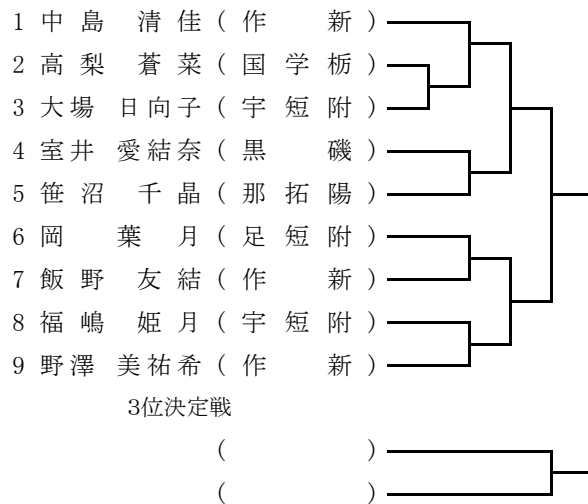 1 中島 清佳 ( 作 新 )
2 高梨 蒼菜 ( 国学栃 )
3 大場 日向子 ( 宇短附 )
4 室井 愛結奈 ( 黒 磯 )
5 笹沼 千晶 ( 那拓陽 )
6 岡 葉月 ( 足短附 )
7 飯野 友結 ( 作 新 )
8 福嶋 姫月 ( 宇短附 )
9 野澤 美祐希 ( 作 新 )
3位決定戦
( )
( )